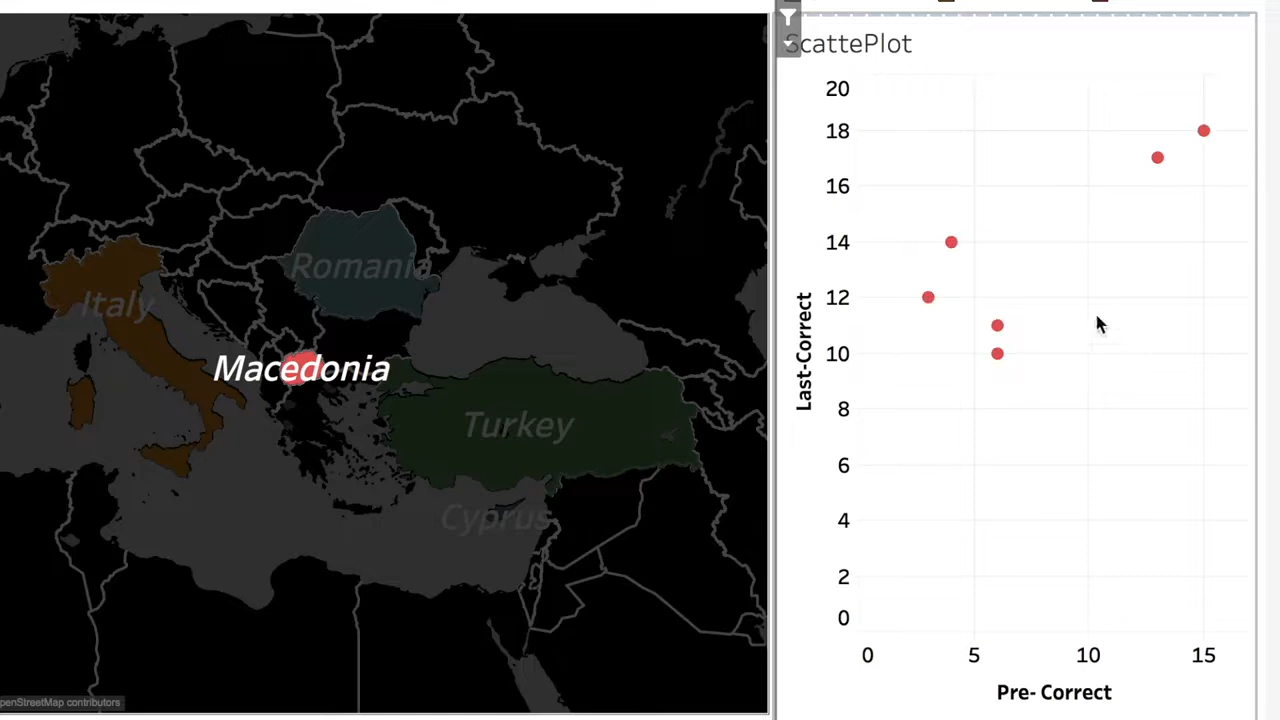 Romania
Italy
Macedonia
Turkey
Cyprus
penStreetMap contributors
ScattePlot
20
18
16
14
12
10
8
6
4
2
0
Last-Correct
0 5 10 15
Pre- Correct